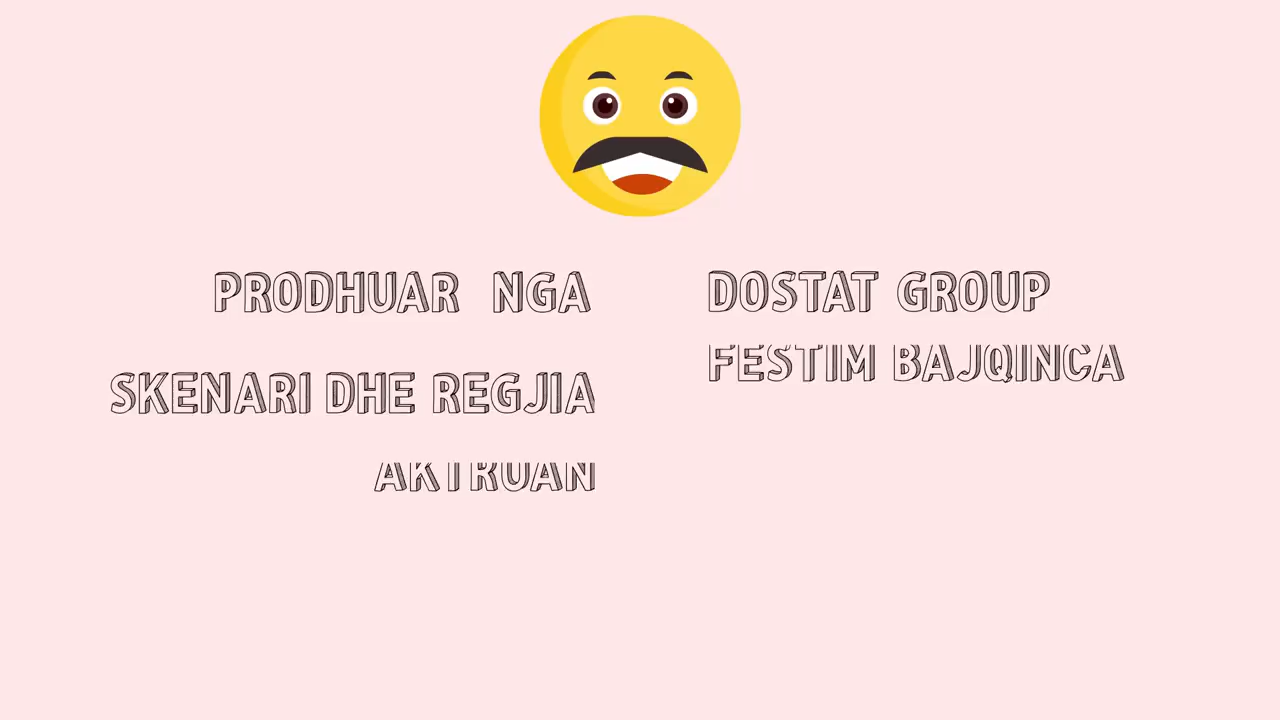 PRODHUAR NGA DOSTAT GROUP
SKENARI DHE REGJIA FESTIM BAJQINCA
AKTRUAN